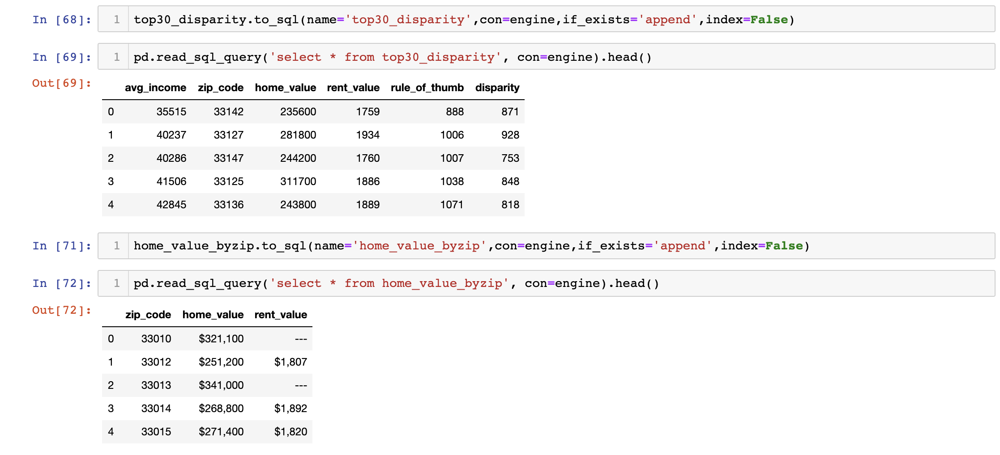 In [68]: 1 top30_disparity.to_sql(name='top30_disparity',con=engine,if_exists='append',index=False)
In [69]: 1 pd.read_sql_query('select * from top30_disparity', con=engine).head()
Out[69]:
avg_income zip_code home_value rent_value rule_of_thumb disparity
0 35515 33142 235600 1759 888 871
1 40237 33127 281800 1934 1006 928
2 40286 33147 244200 1760 1007 753
3 41506 33125 311700 1886 1038 848
4 42845 33136 243800 1889 1071 818
In [71]: 1 home_value_byzip.to_sql(name='home_value_byzip',con=engine,if_exists='append',index=False)
In [72]: 1 pd.read_sql_query('select * from home_value_byzip', con=engine).head()
Out[72]:
zip_code home_value rent_value
0 33010 $321,100 ---
1 33012 $251,200 $1,807
2 33013 $341,000 ---
3 33014 $268,800 $1,892
4 33015 $271,400 $1,820